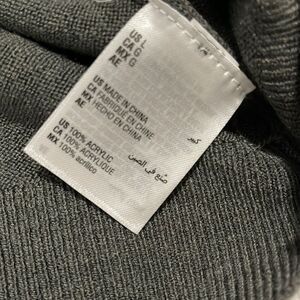 US L
CA G
MX G
AE كبير
US MADE IN CHINA
CA FABRIQUÉ EN CHINE
MX HECHO EN CHINA
AE صنع في الصين
US 100% ACRYLIC
CA 100% ACRYLIQUE
MX 100% acrílico